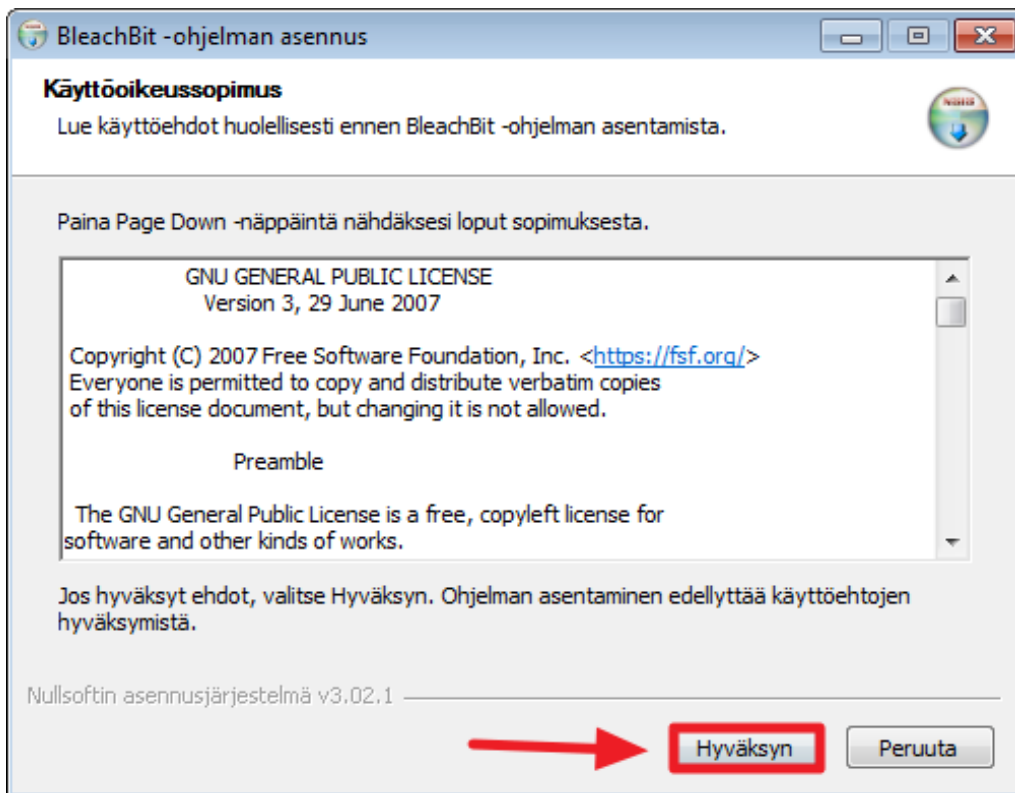 BleachBit -ohjelman asennus
Käyttöoikeussopimus
Lue käyttöehdot huolellisesti ennen BleachBit -ohjelman asentamista.
Paina Page Down -näppäintä nähdäksesi loput sopimuksesta.
GNU GENERAL PUBLIC LICENSE
Version 3, 29 June 2007
Copyright (C) 2007 Free Software Foundation, Inc. <https://fsf.org/>
Everyone is permitted to copy and distribute verbatim copies
of this license document, but changing it is not allowed.
Preamble
The GNU General Public License is a free, copyleft license for
software and other kinds of works.
Jos hyväksyt ehdot, valitse Hyväksyn. Ohjelman asentaminen edellyttää käyttöehtojen
hyväksymistä.
Nullsoftin asennusjärjestelmä v3.02.1
Hyväksyn
Peruuta